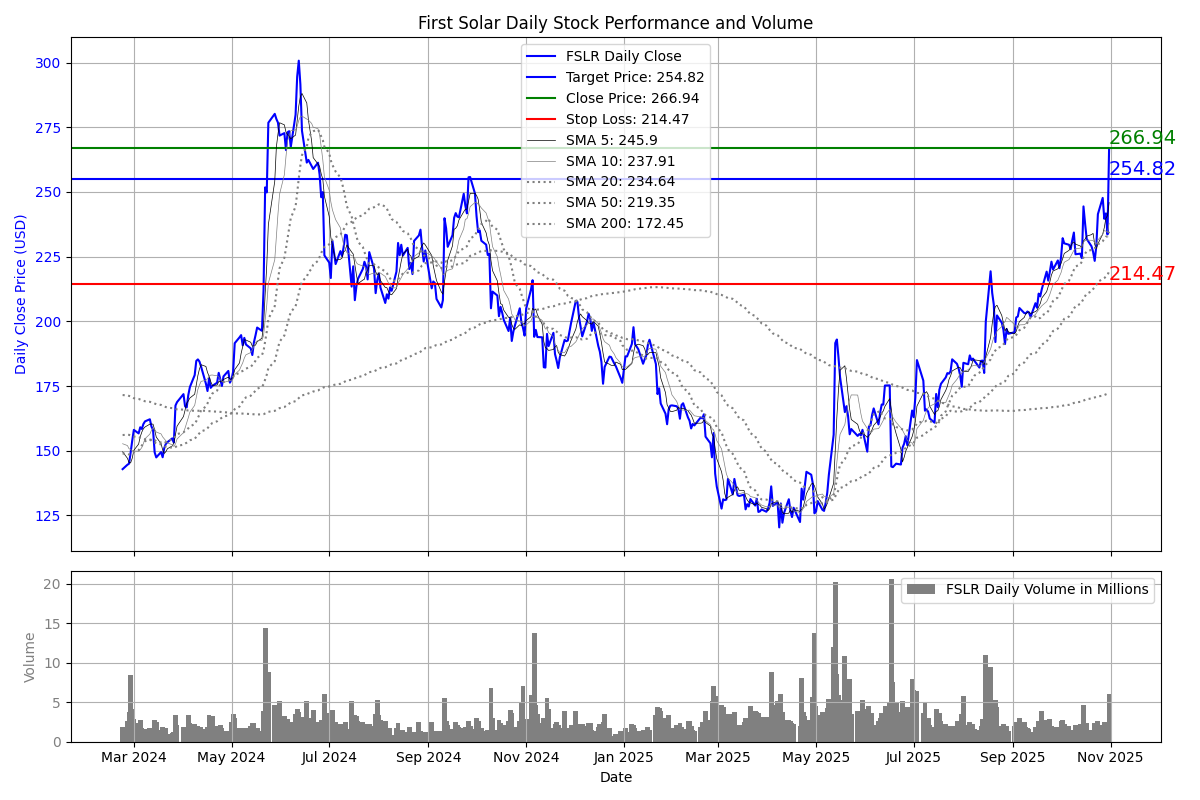 First Solar Daily Stock Performance and Volume
Daily Close Price (USD)
300
275
250
225
200
175
150
125
FSLR Daily Close
Target Price: 254.82
Close Price: 266.94
Stop Loss: 214.47
SMA 5: 245.9
SMA 10: 237.91
SMA 20: 234.64
SMA 50: 219.35
SMA 200: 172.45
266.94
254.82
214.47
Volume
20
15
10
5
0
FSLR Daily Volume in Millions
Mar 2024 May 2024 Jul 2024 Sep 2024 Nov 2024 Jan 2025 Mar 2025 May 2025 Jul 2025 Sep 2025 Nov 2025
Date